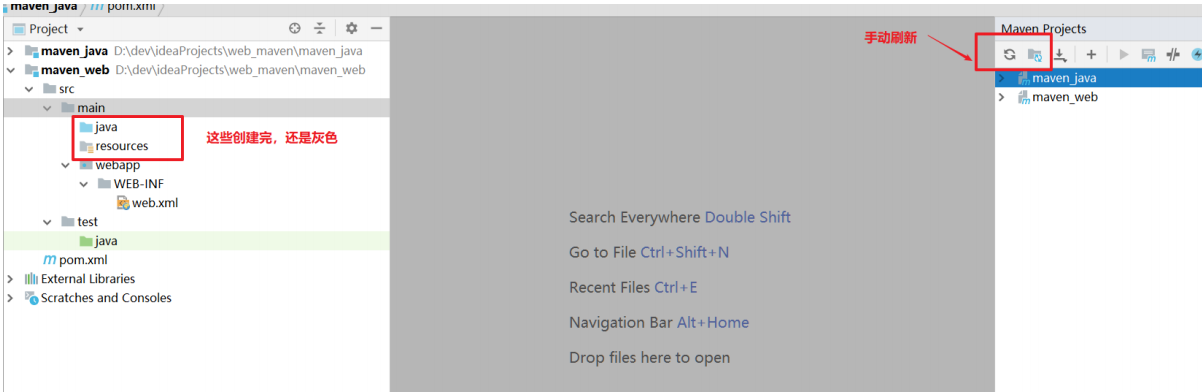 maven_java pom.xml
Project
Maven Projects
手动刷新
maven_java D:\dev\ideaProjects\web_maven\maven_java
maven_web D:\dev\ideaProjects\web_maven\maven_web
src
main
java
resources
这些创建完，还是灰色
webapp
WEB-INF
web.xml
test
java
pom.xml
External Libraries
Scratches and Consoles
Search Everywhere Double Shift
Go to File Ctrl+Shift+N
Recent Files Ctrl+E
Navigation Bar Alt+Home
Drop files here to open
maven_java
maven_web